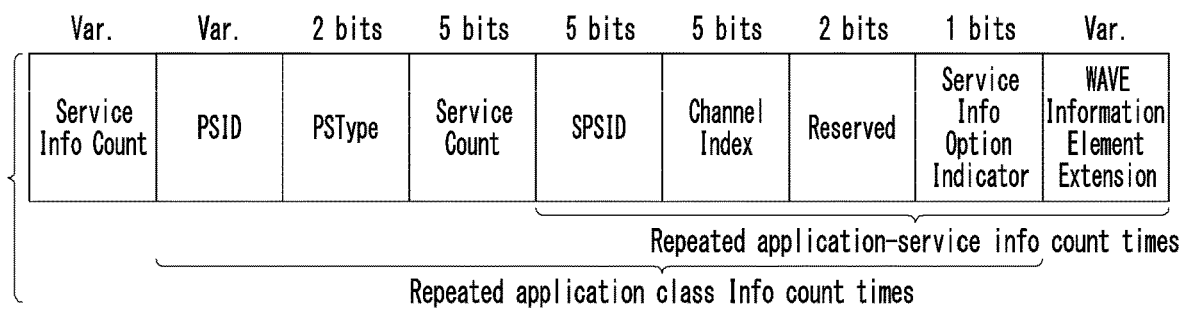 Var. Var. 2 bits 5 bits 5 bits 5 bits 2 bits 1 bits Var.
Service
Info Count
PSID
PSType
Service
Count
SPSID
Channel
Index
Reserved
Service
Info
Option
Indicator
WAVE
Information
Element
Extension
Repeated application-service info count times
Repeated application class Info count times